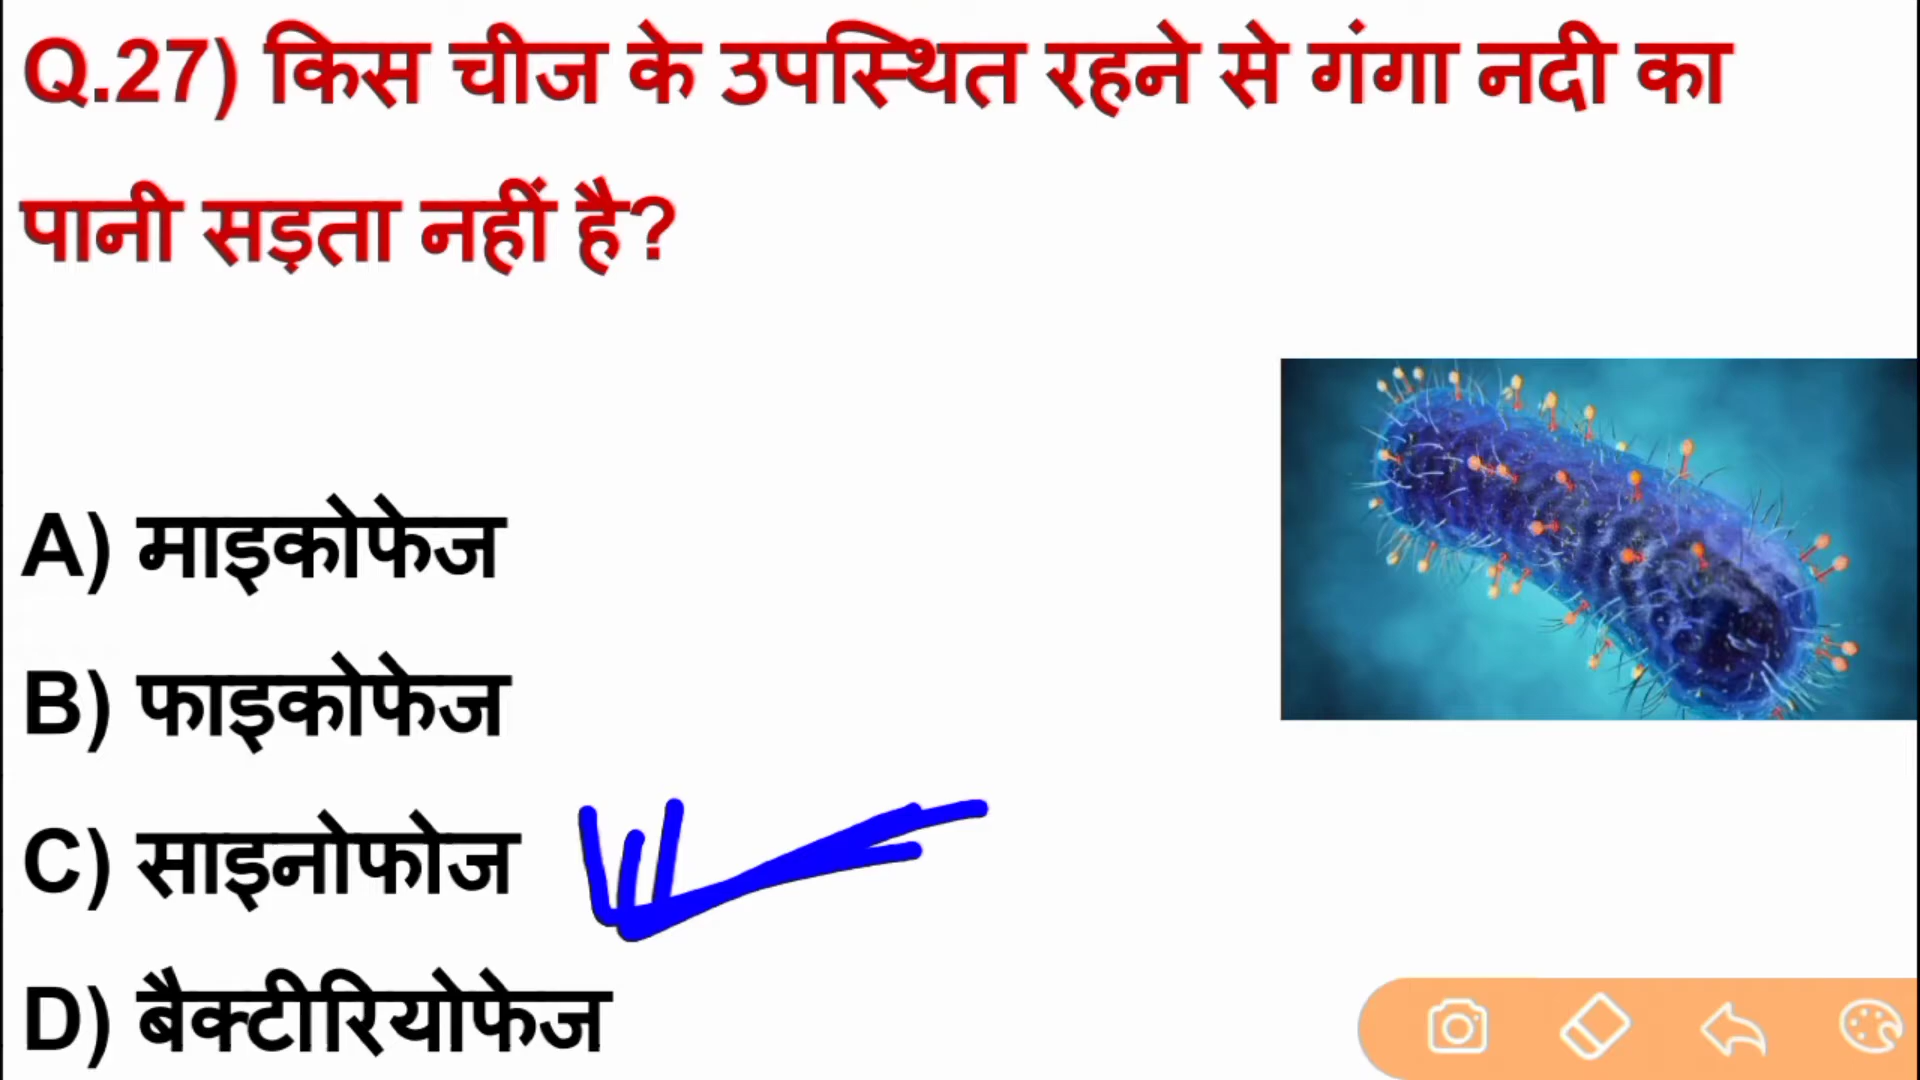 Q.27) किस चीज के उपस्थित रहने से गंगा नदी का
पानी सड़ता नहीं है?
A) माइकोफेज
B) फाइकोफेज
C) साइनोफोज
D) बैक्टीरियोफेज